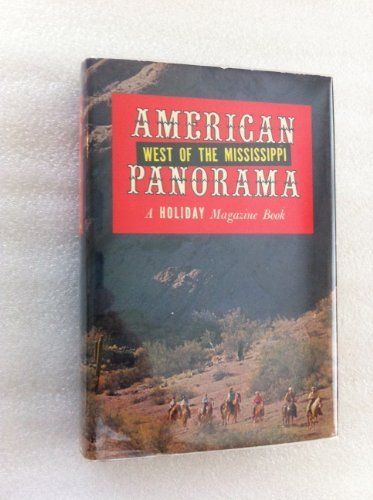 AMERICAN
WEST OF THE MISSISSIPPI
PANORAMA
A HOLIDAY Magazine Book